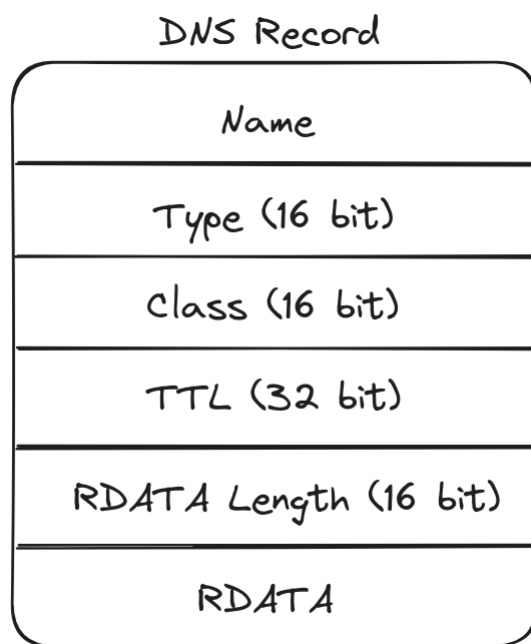 DNS Record
Name
Type (16 bit)
Class (16 bit)
TTL (32 bit)
RDATA Length (16 bit)
RDATA